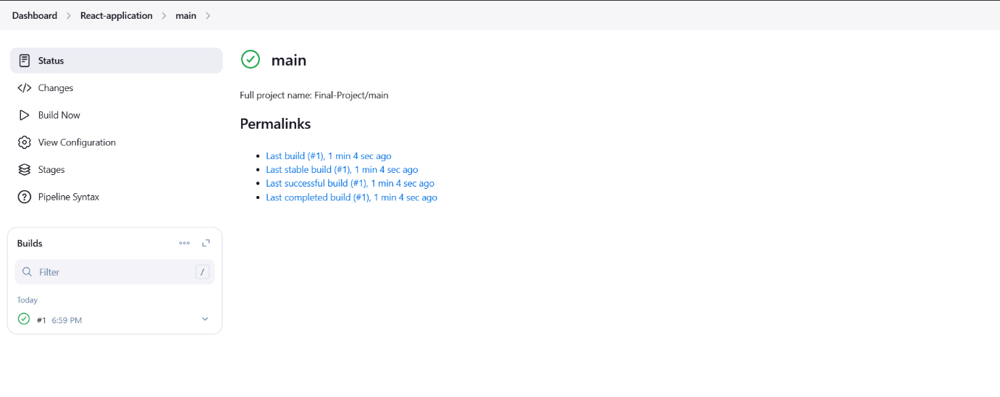 Dashboard > React-application > main >
Status
Changes
Build Now
View Configuration
Stages
Pipeline Syntax
Builds
Filter /
Today
#1 6:59 PM
main
Full project name: Final-Project/main
Permalinks
Last build (#1), 1 min 4 sec ago
Last stable build (#1), 1 min 4 sec ago
Last successful build (#1), 1 min 4 sec ago
Last completed build (#1), 1 min 4 sec ago